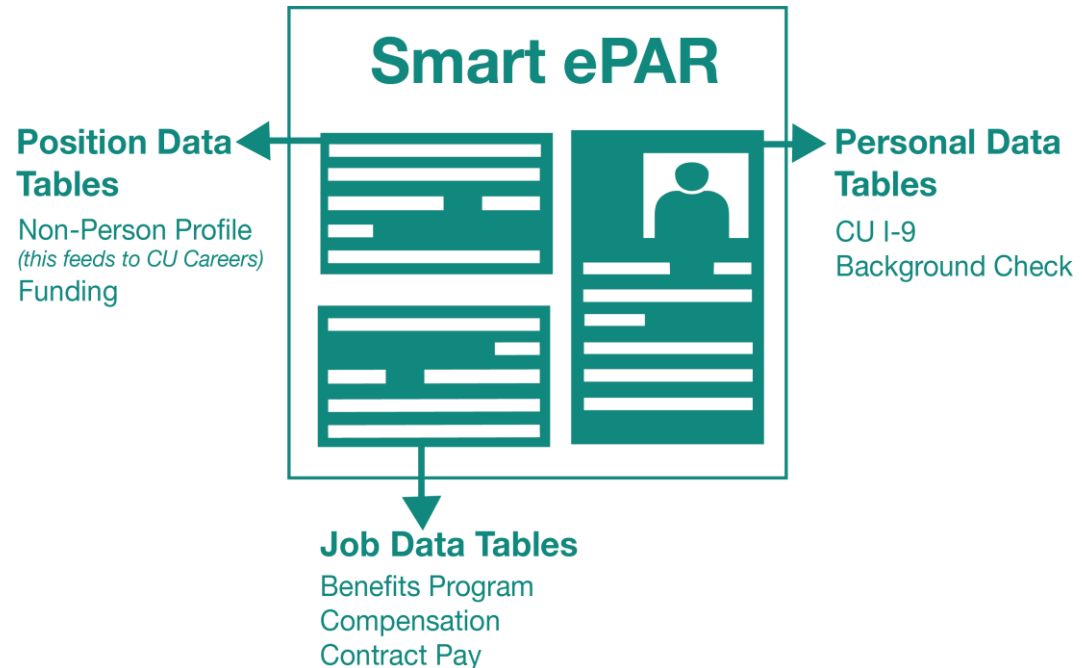 Smart ePAR
Position Data
Tables
Non-Person Profile
(this feeds to CU Careers)
Funding
Personal Data
Tables
CU I-9
Background Check
Job Data Tables
Benefits Program
Compensation
Contract Pay